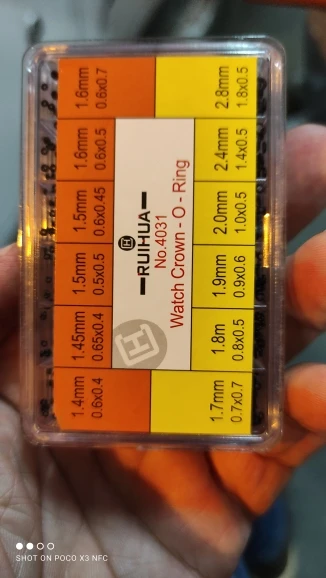 1.4mm
0.6x0.4
1.45mm
0.65x0.4
1.5mm
0.5x0.5
1.5mm
0.6x0.45
1.6mm
0.6x0.5
1.6mm
0.6x0.7
RUIHUA
No.4031
Watch Crown - O - Ring
1.7mm
0.7x0.7
1.8m
0.8x0.5
1.9mm
0.9x0.6
2.0mm
1.0x0.5
2.4mm
1.4x0.5
2.8mm
1.8x0.5
SHOT ON POCO X3 NFC